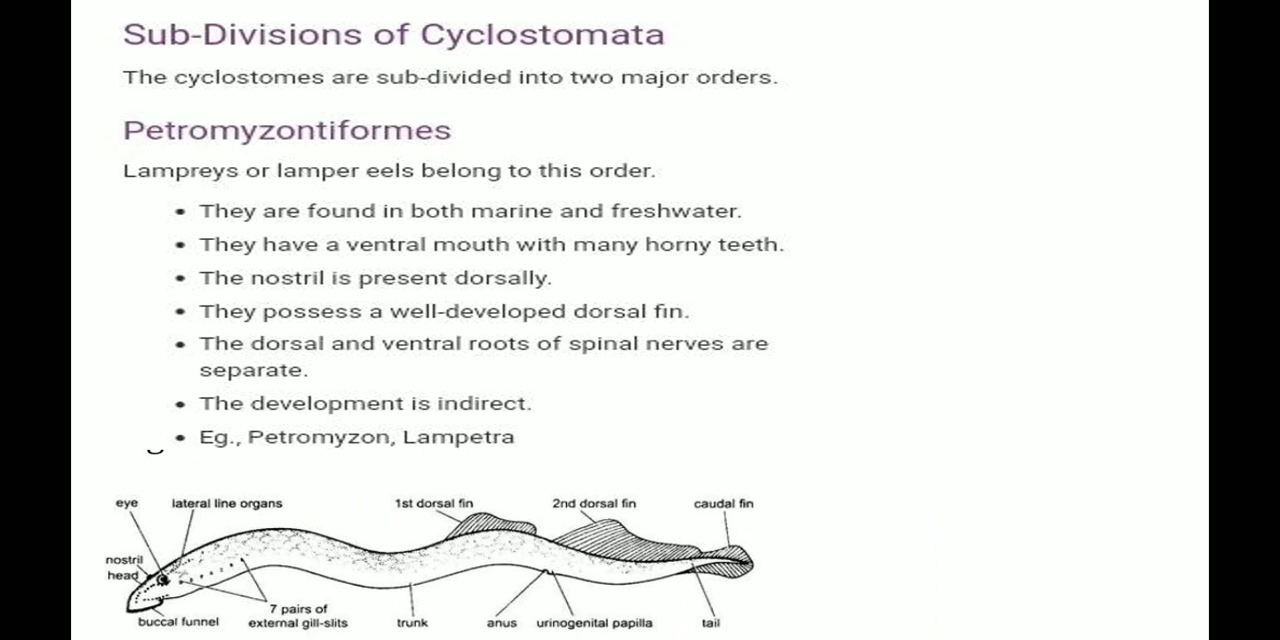 Sub-Divisions of Cyclostomata
The cyclostomes are sub-divided into two major orders.
Petromyzontiformes
Lampreys or lamper eels belong to this order.
• They are found in both marine and freshwater.
• They have a ventral mouth with many horny teeth.
• The nostril is present dorsally.
• They possess a well-developed dorsal fin.
• The dorsal and ventral roots of spinal nerves are
separate.
• The development is indirect.
• Eg., Petromyzon, Lampetra
eye
lateral line organs
1st dorsal fin
2nd dorsal fin
caudal fin
nostril
head
buccal funnel
7 pairs of
external gill-slits
trunk
anus
urinogenital papilla
tail